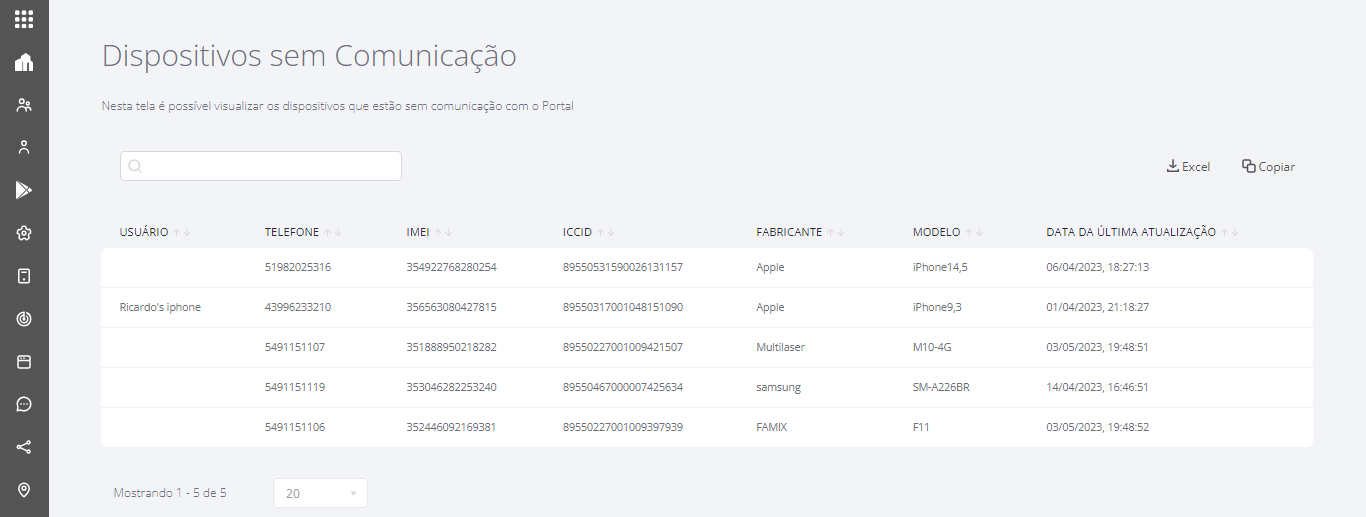 Dispositivos sem Comunicação
Nesta tela é possível visualizar os dispositivos que estão sem comunicação com o Portal
Excel Copiar
USUÁRIO TELEFONE IMEI ICCID FABRICANTE MODELO DATA DA ÚLTIMA ATUALIZAÇÃO
51982025316 354922768280254 89550531590026131157 Apple iPhone14,5 06/04/2023, 18:27:13
Ricardo's iphone 43996233210 356563080427815 89550317001048151090 Apple iPhone9,3 01/04/2023, 21:18:27
5491151107 351888950218282 89550227001009421507 Multilaser M10-4G 03/05/2023, 19:48:51
5491151119 353046282253240 89550467000007425634 samsung SM-A226BR 14/04/2023, 16:46:51
5491151106 352446092169381 89550227001009397939 FAMIX F11 03/05/2023, 19:48:52
Mostrando 1 - 5 de 5 20